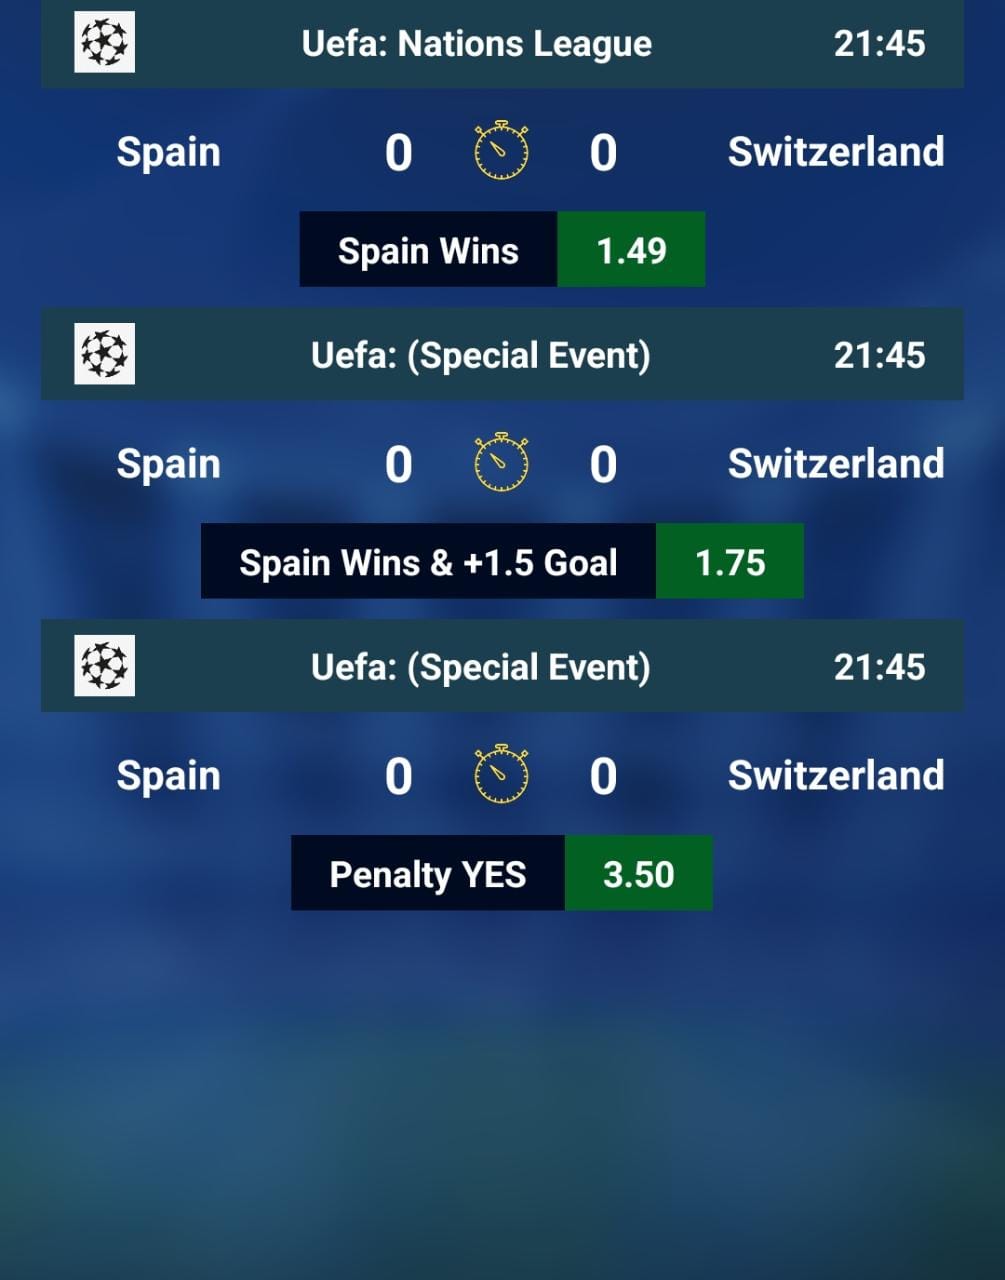 Uefa: Nations League 21:45
Spain 0 0 Switzerland
Spain Wins 1.49
Uefa: (Special Event) 21:45
Spain 0 0 Switzerland
Spain Wins & +1.5 Goal 1.75
Uefa: (Special Event) 21:45
Spain 0 0 Switzerland
Penalty YES 3.50